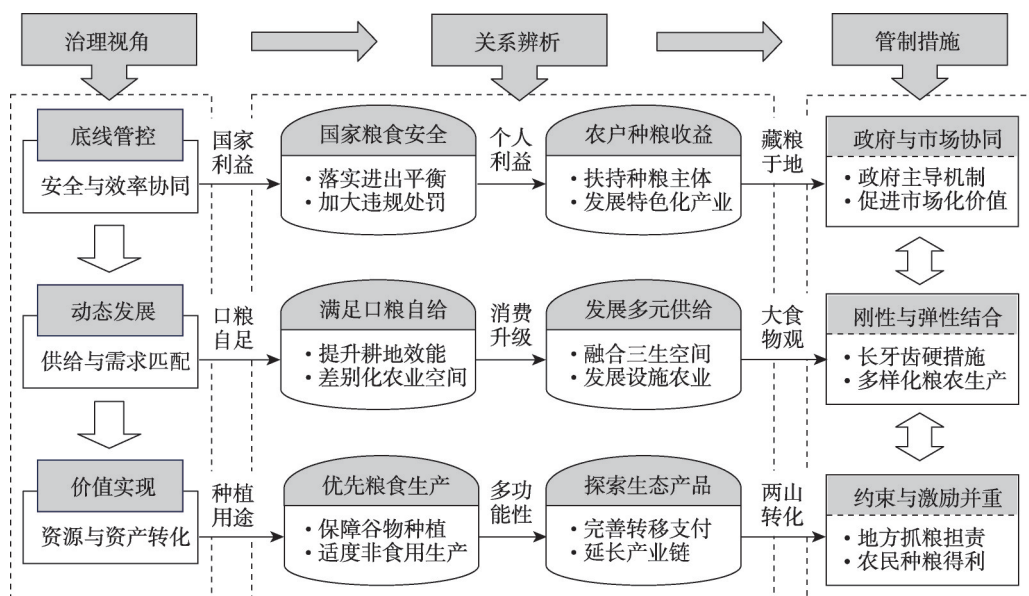 治理视角
关系辨析
管制措施
底线管控
安全与效率协同
国家
利益
国家粮食安全
• 落实进出平衡
• 加大违规处罚
个人
利益
农户种粮收益
• 扶持种粮主体
• 发展特色化产业
藏粮
于地
政府与市场协同
• 政府主导机制
• 促进市场化价值
动态发展
供给与需求匹配
口粮
自足
满足口粮自给
• 提升耕地效能
• 差别化农业空间
消费
升级
发展多元供给
• 融合三生空间
• 发展设施农业
大食
物观
刚性与弹性结合
• 长牙齿硬措施
• 多样化粮农生产
价值实现
资源与资产转化
种植
用途
优先粮食生产
• 保障谷物种植
• 适度非食用生产
多功
能性
探索生态产品
• 完善转移支付
• 延长产业链
两山
转化
约束与激励并重
• 地方抓粮担责
• 农民种粮得利